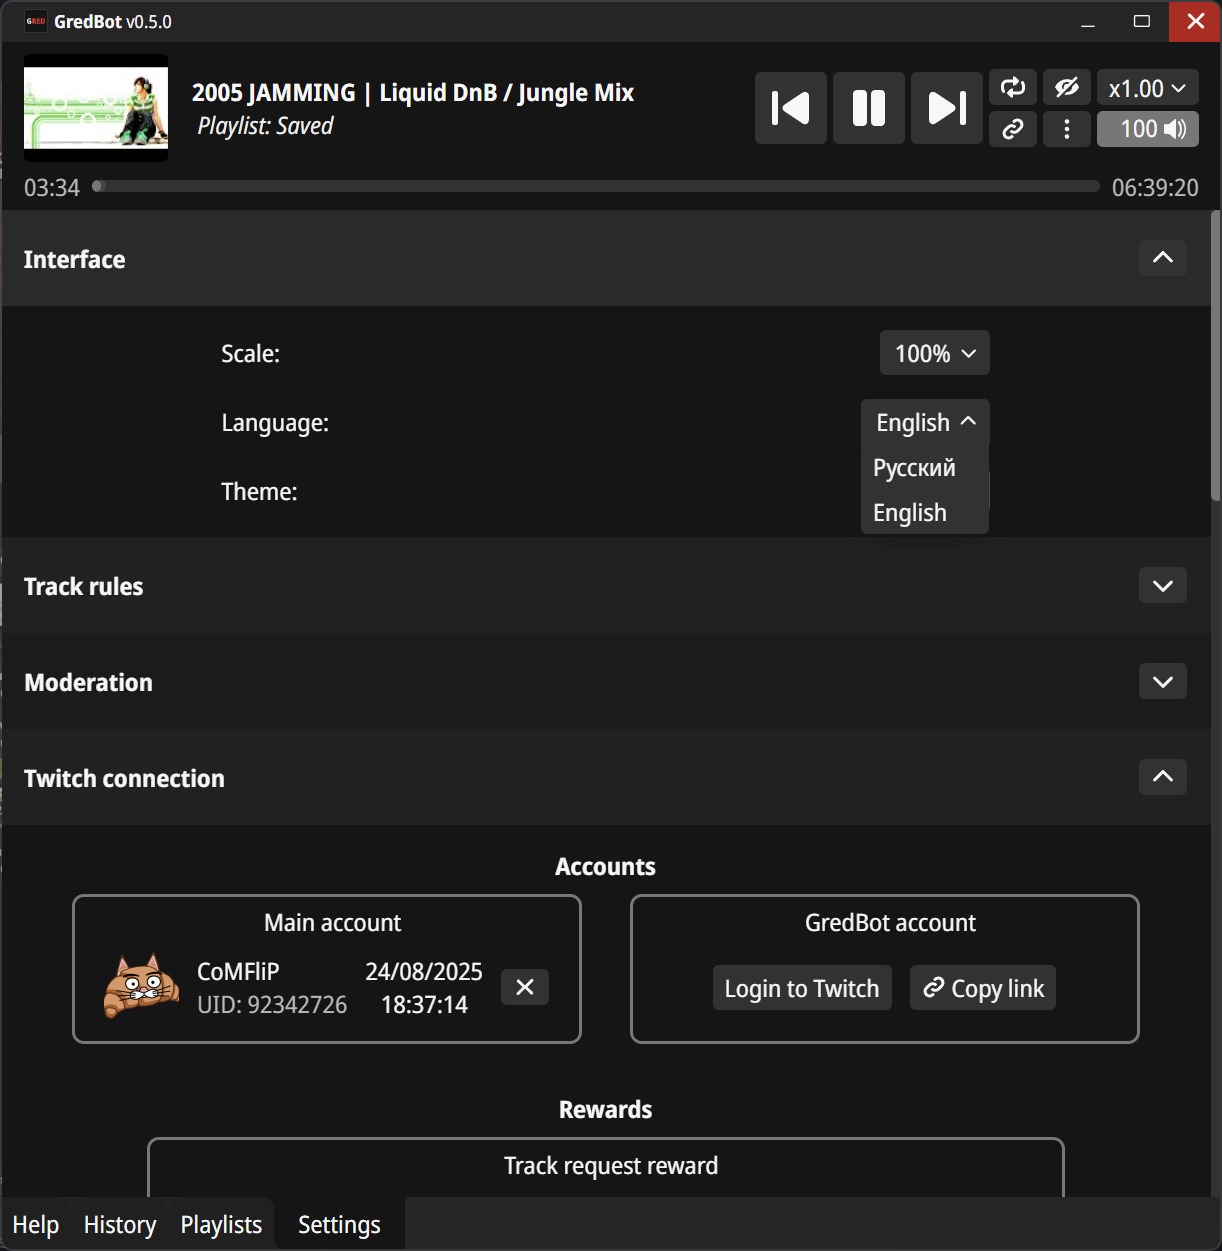 GRED GredBot v0.5.0
2005 JAMMING | Liquid DnB / Jungle Mix
Playlist: Saved
x1.00
100
03:34
06:39:20
Interface
Scale:
100%
Language:
English
Русский
English
Theme:
Track rules
Moderation
Twitch connection
Accounts
Main account
CoMFliP
24/08/2025
UID: 92342726
18:37:14
GredBot account
Login to Twitch
Copy link
Rewards
Track request reward
Help
History
Playlists
Settings